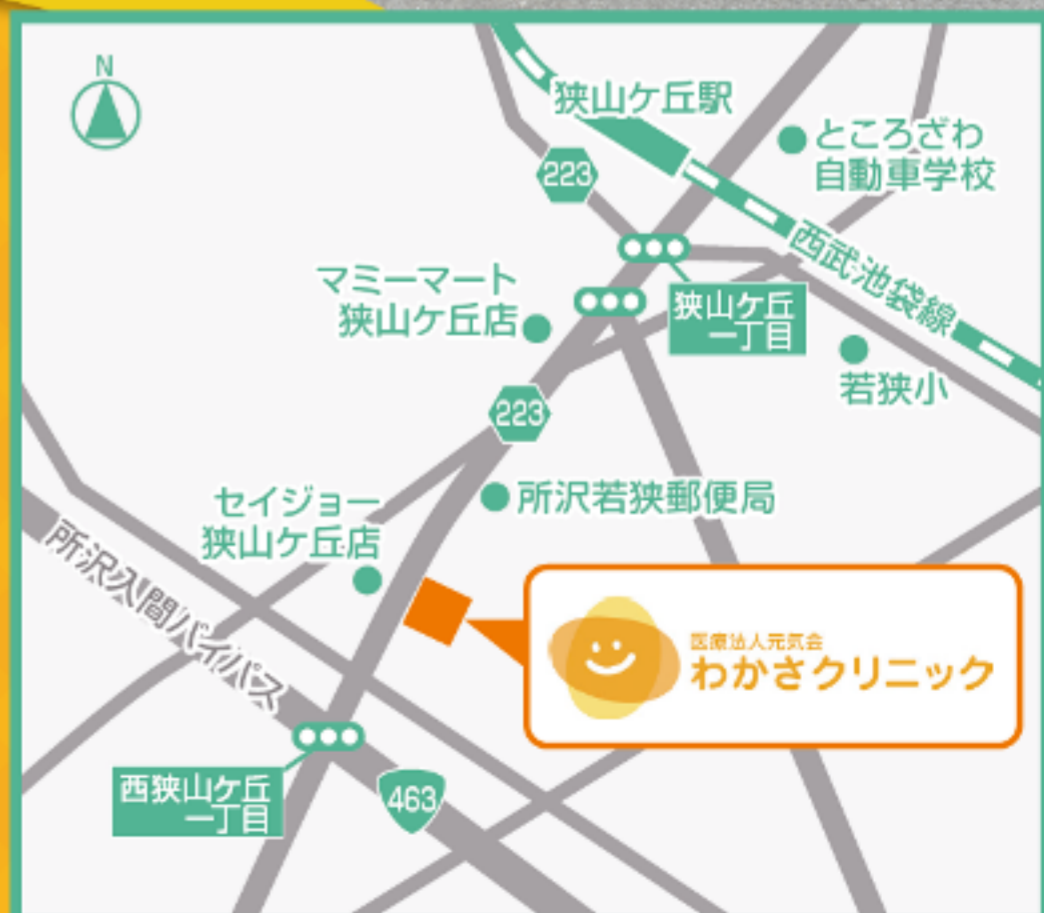 N
狭山ケ丘駅
ところざわ
自動車学校
223
西武池袋線
マミーマート
狭山ケ丘店
狭山ケ丘
一丁目
若狭小
223
セイジョー
狭山ケ丘店
所沢若狭郵便局
所沢入間バイパス
医療法人元気会
わかさクリニック
西狭山ケ丘
一丁目
463